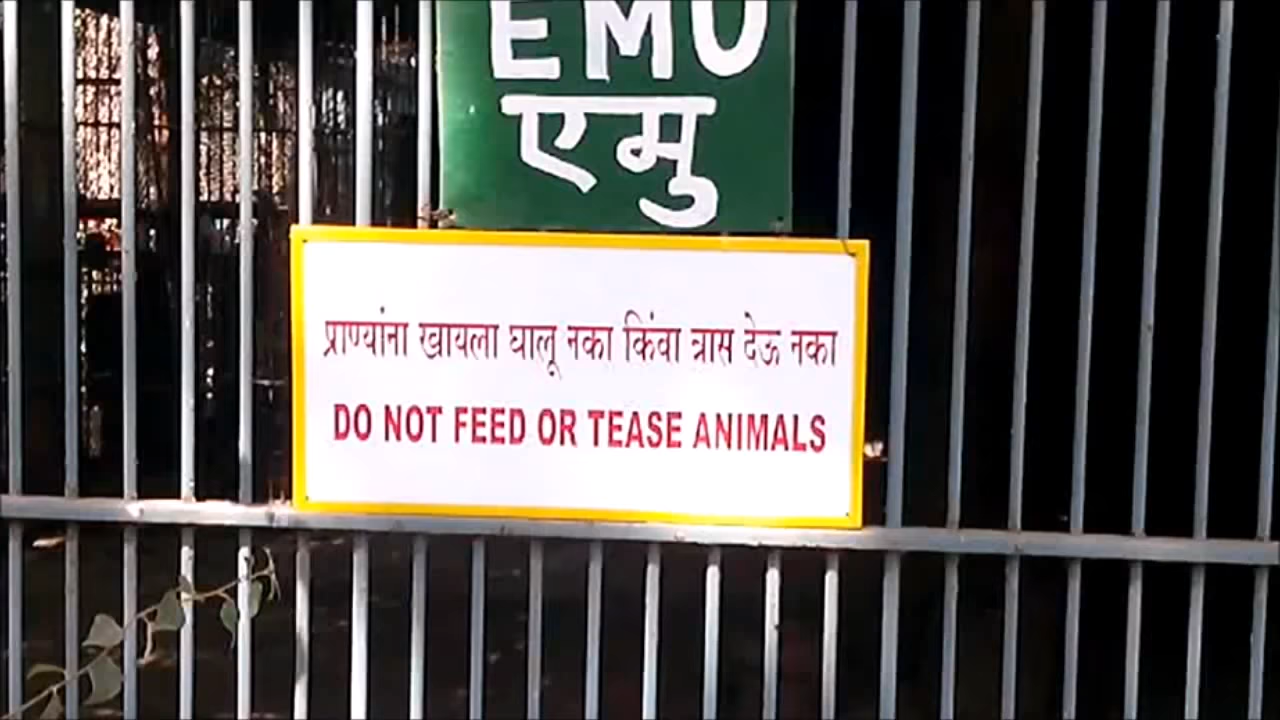 EMU
एमु
प्राण्यांना खायला घालू नका किंवा त्रास देऊ नका
DO NOT FEED OR TEASE ANIMALS